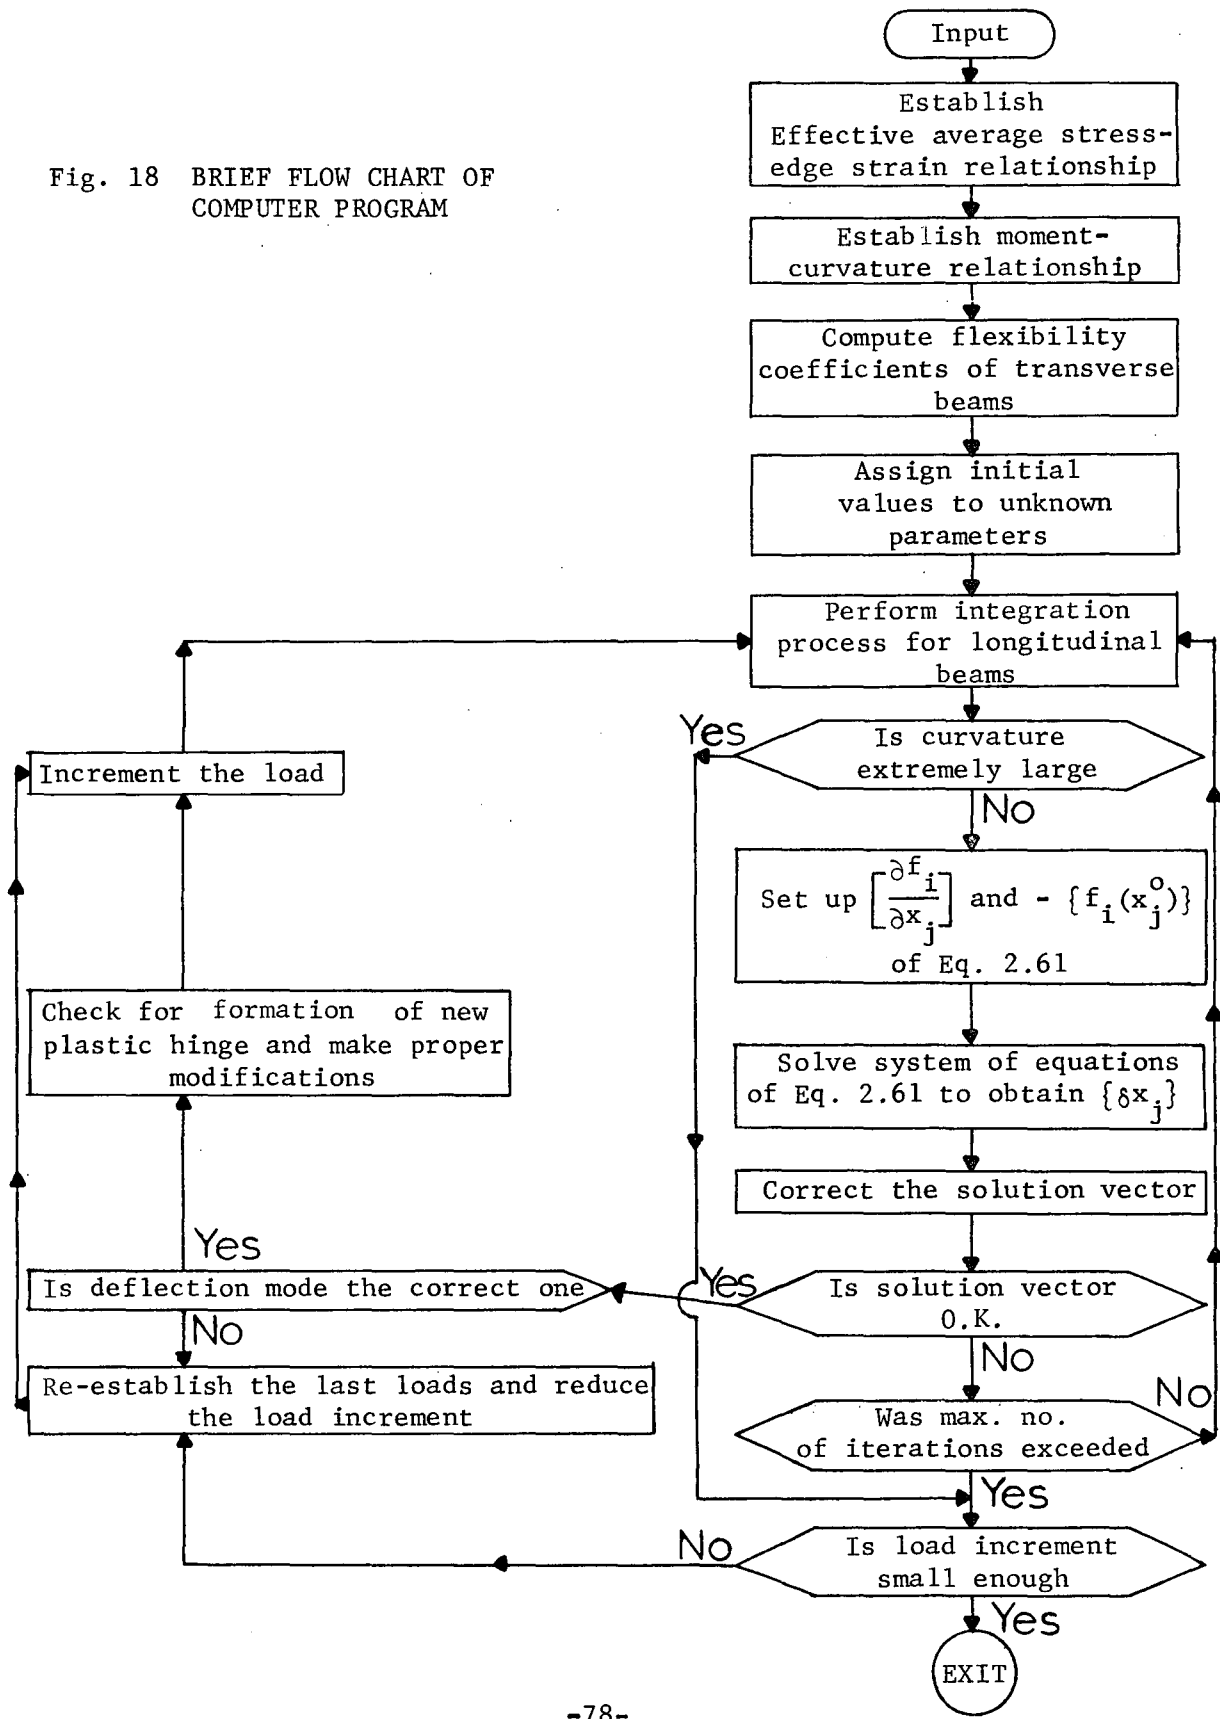 Input
Establish
Effective average stress-
edge strain relationship
Fig. 18 BRIEF FLOW CHART OF
COMPUTER PROGRAM
Establish moment-
curvature relationship
Compute flexibility
coefficients of transverse
beams
Assign initial
values to unknown
parameters
Perform integration
process for longitudinal
beams
Yes
Is curvature
extremely large
No
Increment the load
Set up [∂f_i/∂x_j] and - {f_i(x_j^o)}
of Eq. 2.61
Check for formation of new
plastic hinge and make proper
modifications
Solve system of equations
of Eq. 2.61 to obtain {δx_j}
Correct the solution vector
Yes
Is deflection mode the correct one
Yes
Is solution vector
O.K.
No
No
Re-establish the last loads and reduce
the load increment
No
Was max. no.
of iterations exceeded
Yes
No
Is load increment
small enough
Yes
EXIT
-78-